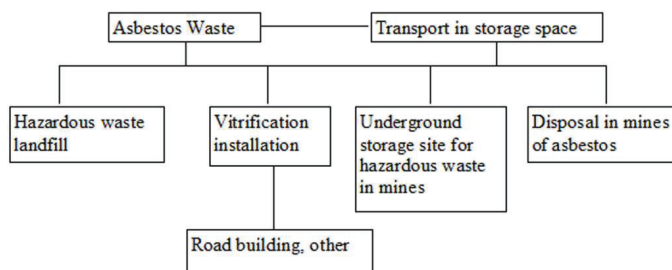 Asbestos Waste
Transport in storage space
Hazardous waste
landfill
Vitrification
installation
Underground
storage site for
hazardous waste
in mines
Disposal in mines
of asbestos
Road building, other